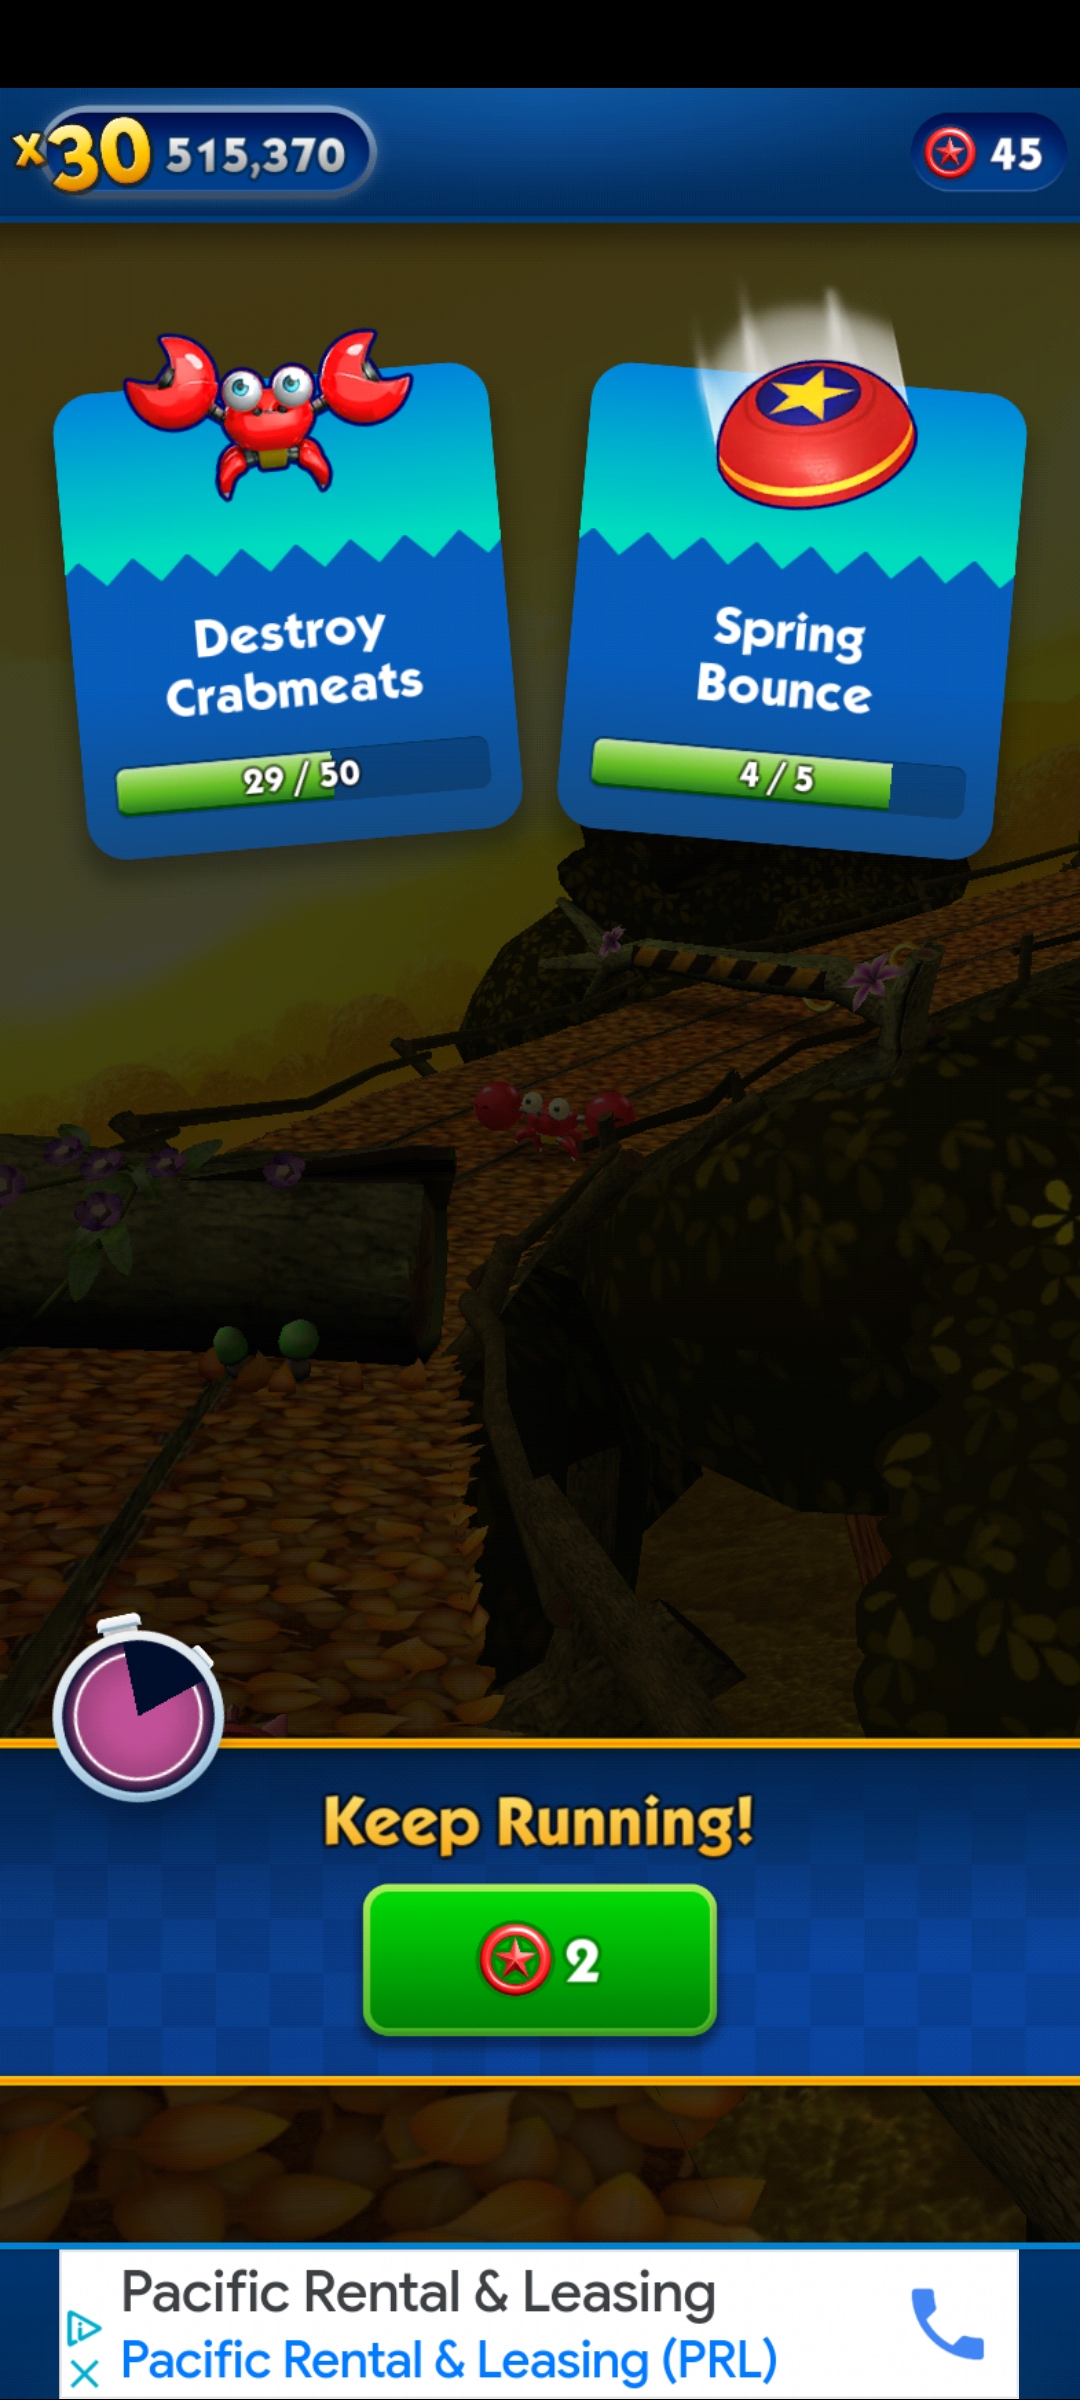 x30 515,370
45
Destroy
Crabmeats
29 / 50
Spring
Bounce
4 / 5
Keep Running!
2
Pacific Rental & Leasing
Pacific Rental & Leasing (PRL)